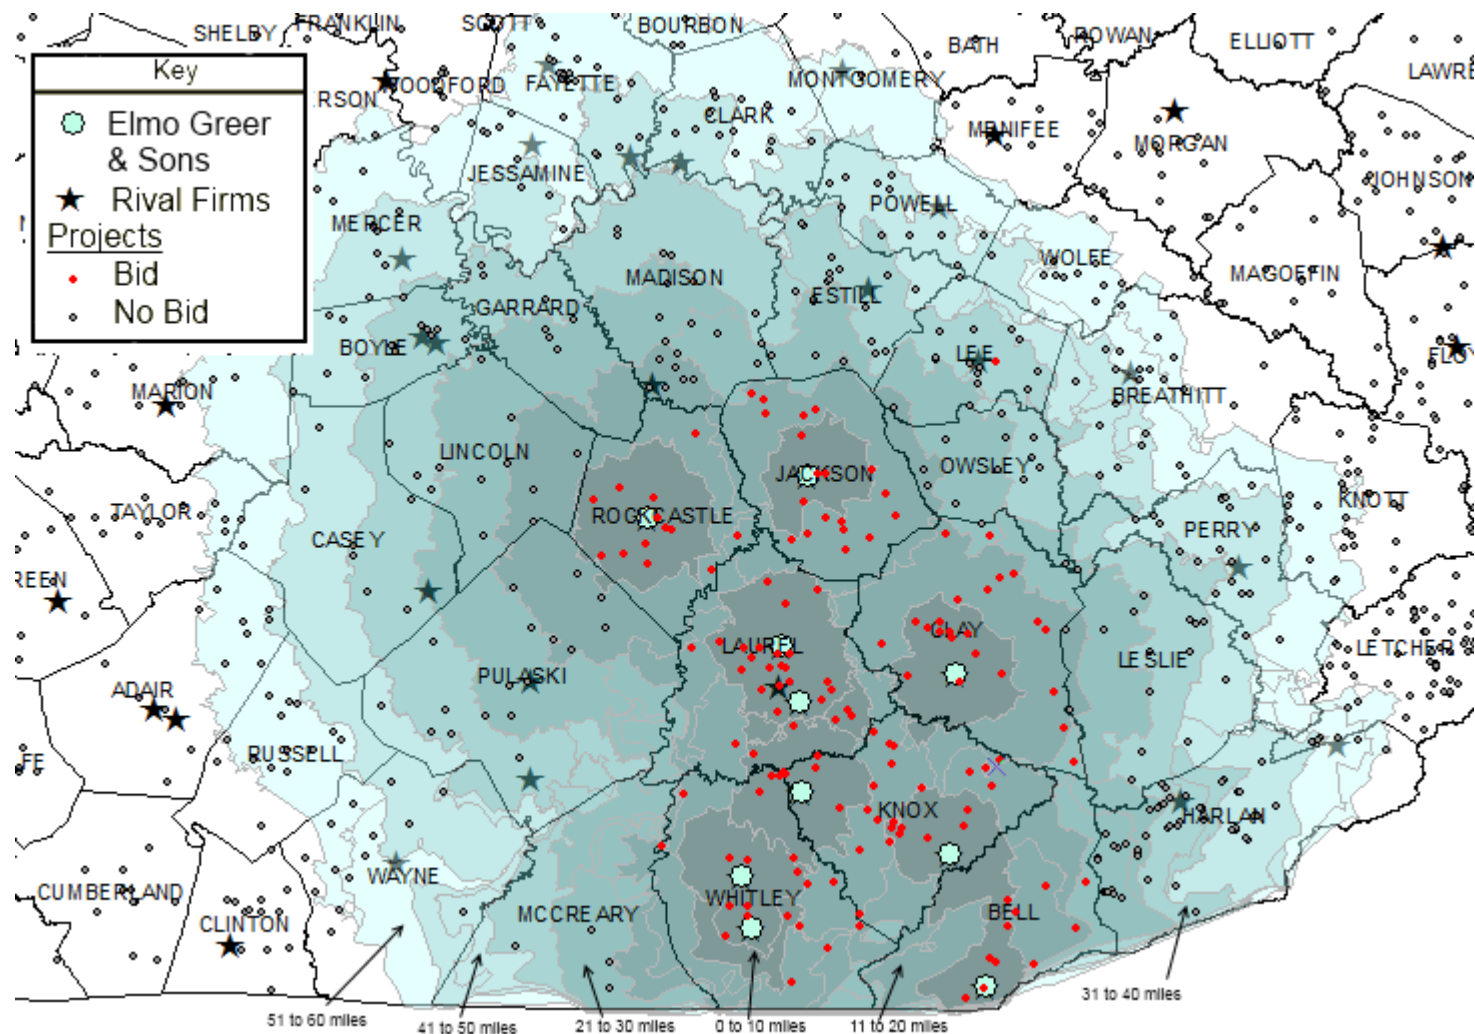 SHELBY
FRANKLIN
SCOTT
BOURBON
BATH
ROWAN
ELLIOTT
LAWRE
Key
Elmo Greer
& Sons
Rival Firms
Projects
Bid
No Bid
ERSON
WOODFORD
FAYETTE
MONTGOMERY
CLARK
MENIFEE
MORGAN
JOHNSON
JESSAMINE
POWELL
MERCER
WOLFE
MAGOFFIN
MADISON
ESTILL
GARRARD
BOYLE
LEE
FLOY
MARION
BREATHITT
LINCOLN
JACKSON
OWSLEY
KNOTT
TAYLOR
ROCKCASTLE
PERRY
CASEY
REEN
CLAY
LAUREL
LESLIE
LETCHER
PULASKI
ADAIR
RUSSELL
FE
KNOX
HARLAN
WAYNE
CUMBERLAND
WHITLEY
MCCREARY
BELL
CLINTON
31 to 40 miles
51 to 60 miles
41 to 50 miles
21 to 30 miles
0 to 10 miles
11 to 20 miles